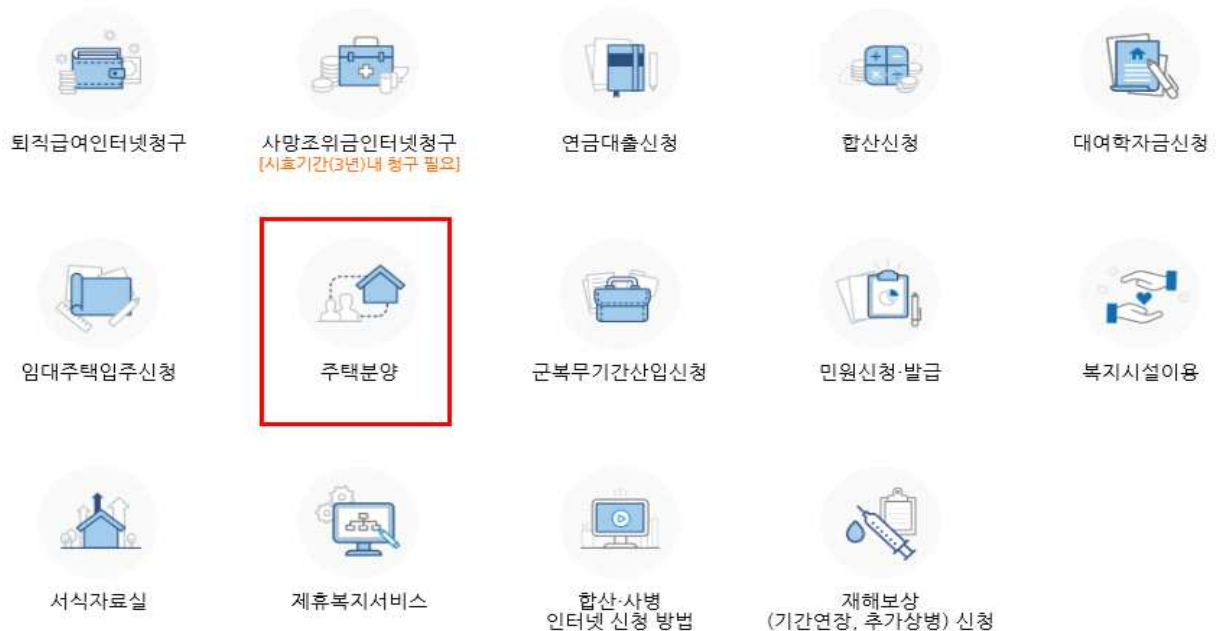 퇴직급여인터넷청구
사망조위금인터넷청구
[시효기간(3년)내 청구 필요]
연금대출신청
합산신청
대여학자금신청
임대주택입주신청
주택분양
군복무기간산입신청
민원신청·발급
복지시설이용
서식자료실
제휴복지서비스
합산·사병
인터넷 신청 방법
재해보상
(기간연장, 추가상병) 신청